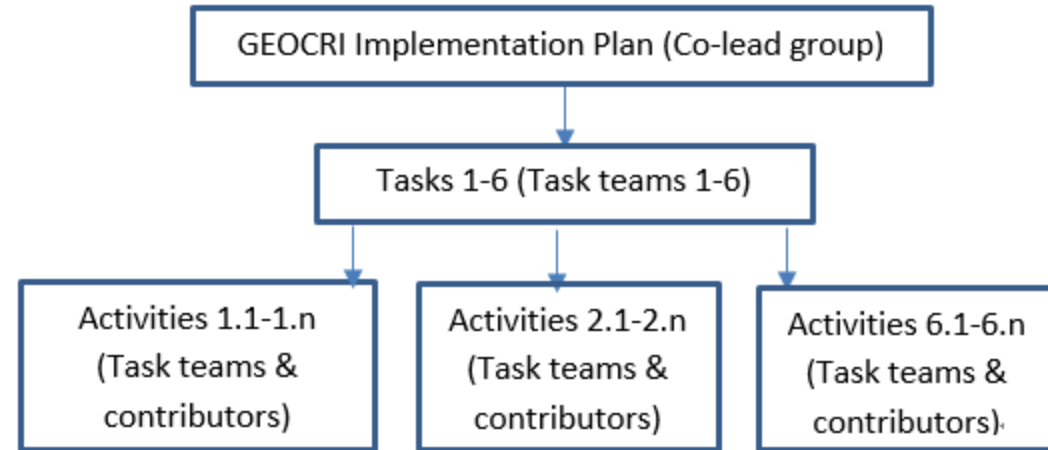 GEOCRI Implementation Plan (Co-lead group)
Tasks 1-6 (Task teams 1-6)
Activities 1.1-1.n
(Task teams &
contributors)
Activities 2.1-2.n
(Task teams &
contributors)
Activities 6.1-6.n
(Task teams &
contributors)